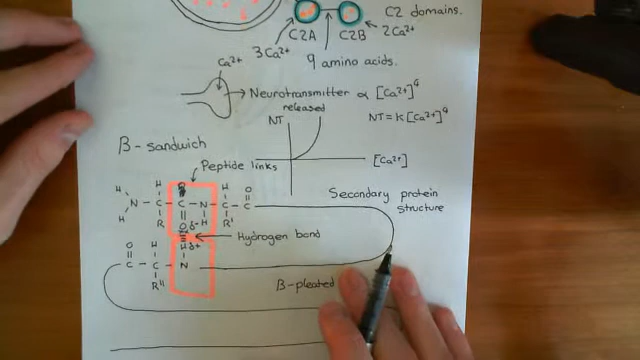 C2 domains.
C2A
C2B
3Ca²⁺
2Ca²⁺
9 amino acids.
Ca²⁺
Neurotransmitter ∝ [Ca²⁺]⁴
released
NT
NT = K[Ca²⁺]⁴
[Ca²⁺]
β-sandwich
Peptide links
Secondary protein
structure
H H R H O
N - C - C - N - C - C
H R O δ- H R'
Hydrogen bond
O H H δ+
C - C - N
R''
β-pleated